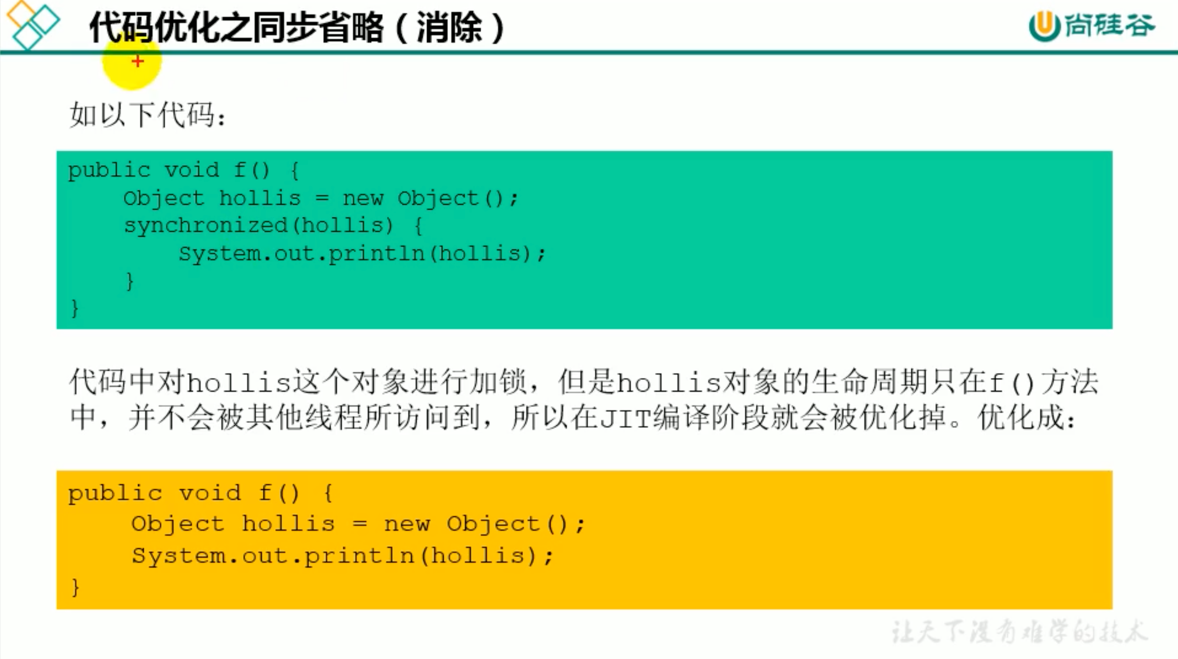 代码优化之同步省略（消除）
尚硅谷
如以下代码：
public void f() {
    Object hollis = new Object();
    synchronized(hollis) {
        System.out.println(hollis);
    }
}
代码中对hollis这个对象进行加锁，但是hollis对象的生命周期只在f()方法
中，并不会被其他线程所访问到，所以在JIT编译阶段就会被优化掉。优化成：
public void f() {
    Object hollis = new Object();
    System.out.println(hollis);
}
让天下没有难学的技术